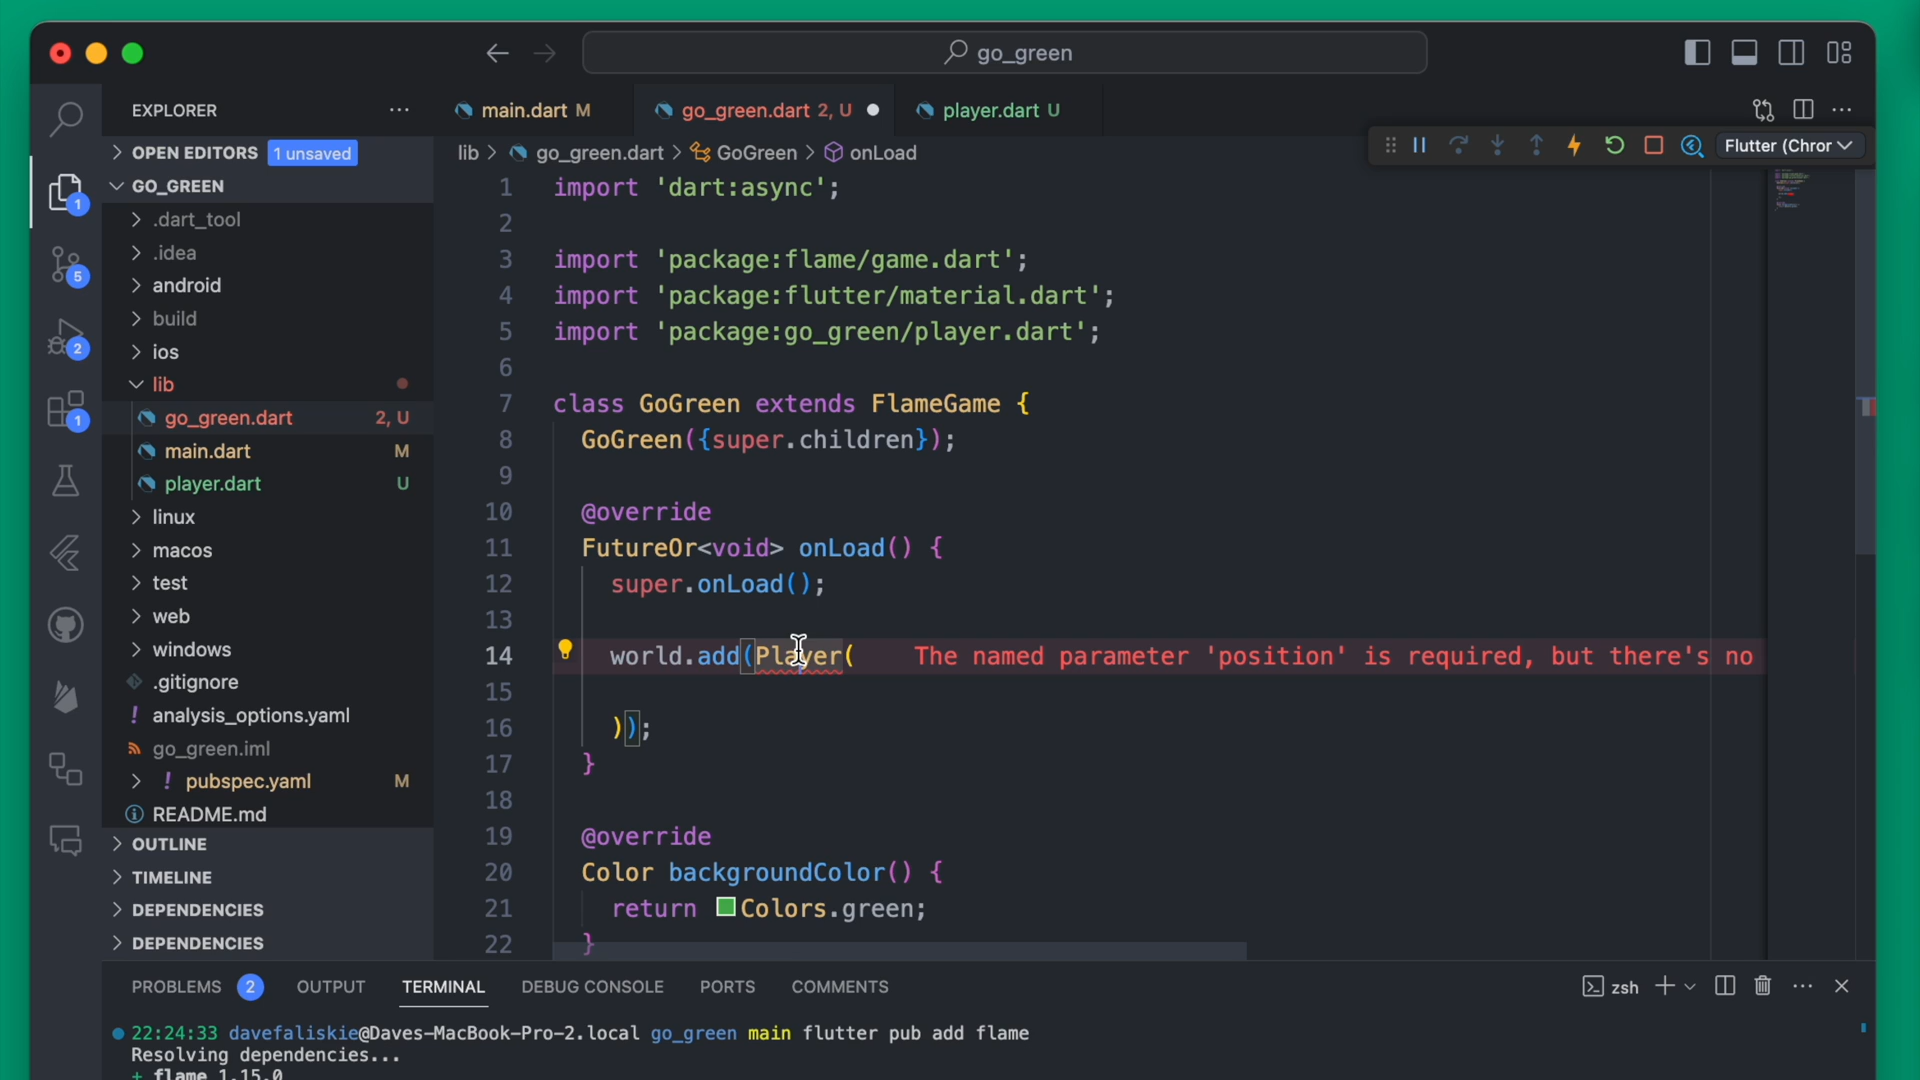 go_green
EXPLORER
OPEN EDITORS 1 unsaved
GO_GREEN
.dart_tool
.idea
android
build
ios
lib
go_green.dart 2, U
main.dart M
player.dart U
linux
macos
test
web
windows
.gitignore
! analysis_options.yaml
go_green.iml
! pubspec.yaml M
README.md
OUTLINE
TIMELINE
DEPENDENCIES
DEPENDENCIES
1
5
2
1
main.dart M
go_green.dart 2, U
player.dart U
lib > go_green.dart > GoGreen > onLoad
Flutter (Chror
1 import 'dart:async';
2
3 import 'package:flame/game.dart';
4 import 'package:flutter/material.dart';
5 import 'package:go_green/player.dart';
6
7 class GoGreen extends FlameGame {
8 GoGreen({super.children});
9
10 @override
11 FutureOr<void> onLoad() {
12 super.onLoad();
13
14 world.add(Player( The named parameter 'position' is required, but there's no
15
16 ));
17 }
18
19 @override
20 Color backgroundColor() {
21 return Colors.green;
22 }
PROBLEMS 2 OUTPUT TERMINAL DEBUG CONSOLE PORTS COMMENTS
zsh
22:24:33 davefaliskie@Daves-MacBook-Pro-2.local go_green main flutter pub add flame
Resolving dependencies...
+ flame 1.15.0